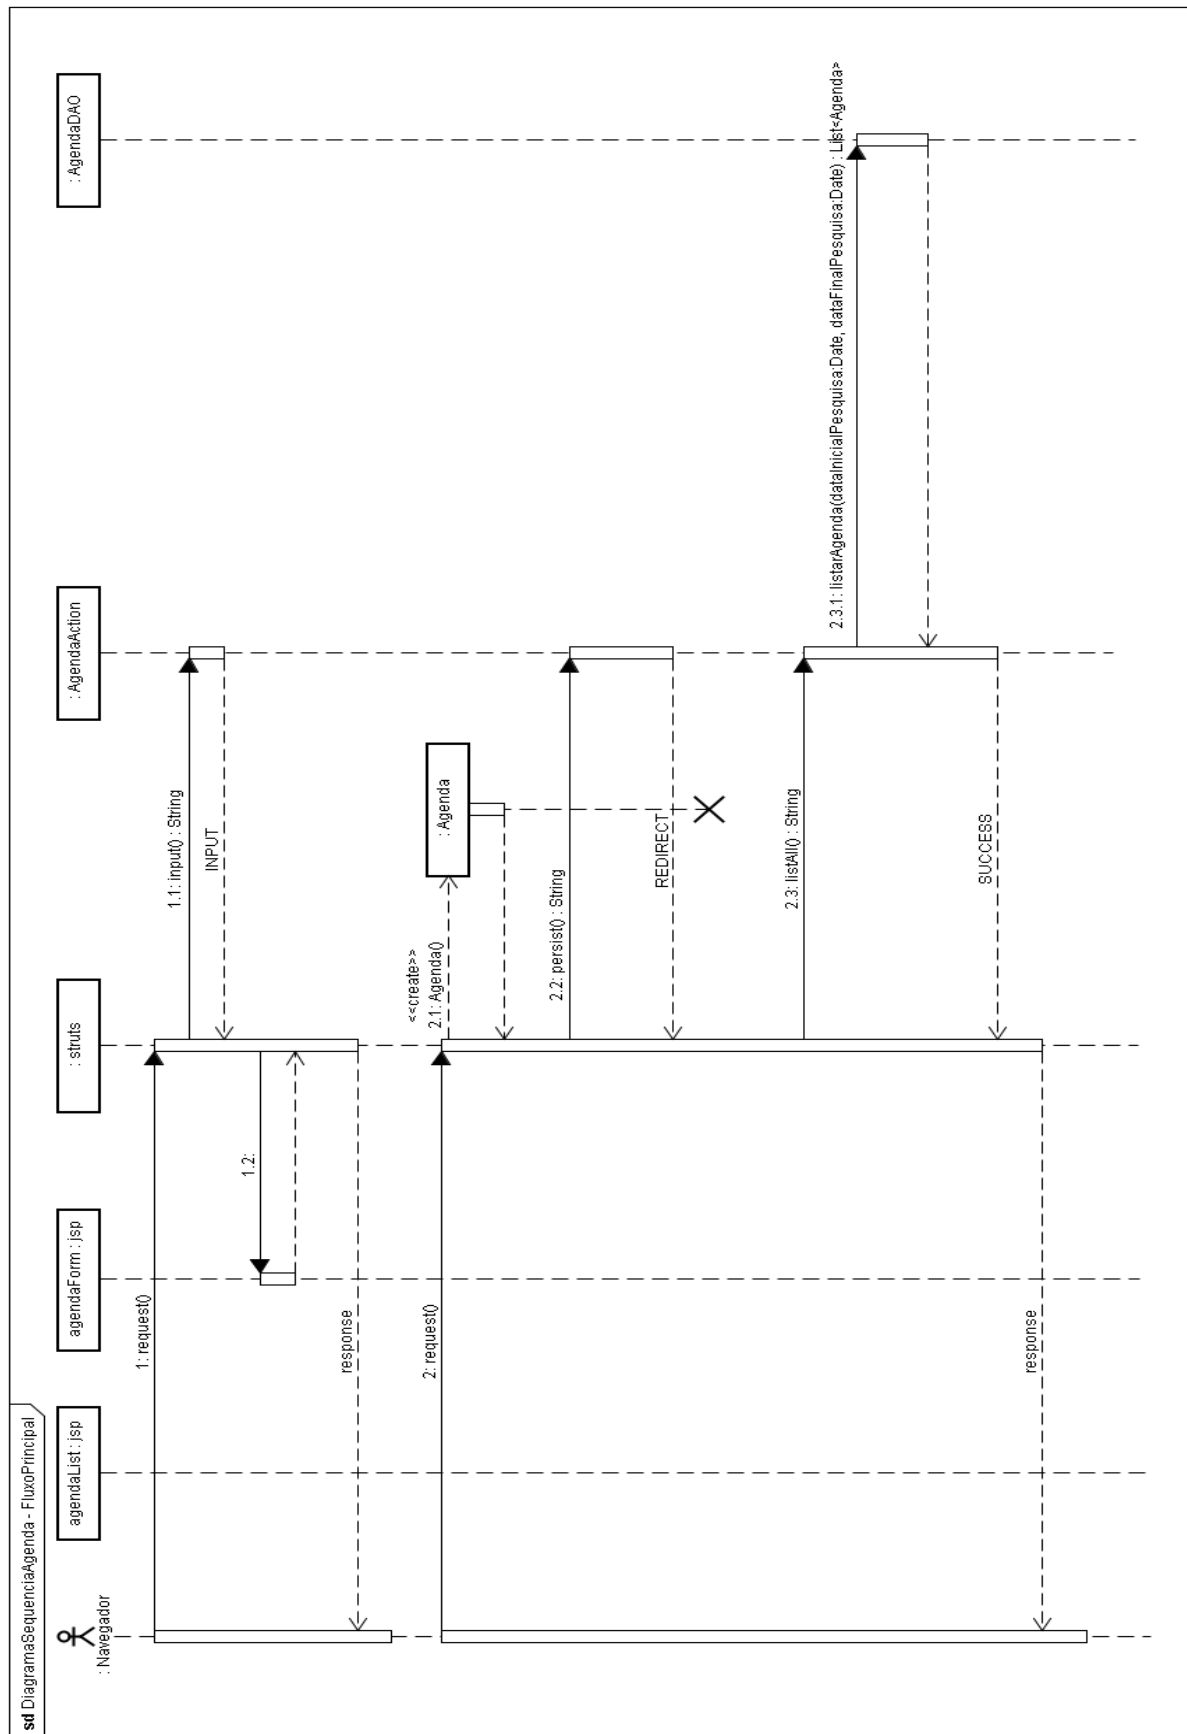 sd DiagramaSequenciaAgenda - FluxoPrincipal
: Navegador
agendaList : jsp
agendaForm : jsp
: struts
: AgendaAction
: AgendaDAO
1: request()
1.1: input() : String
INPUT
1.2:
response
2: request()
<<create>>
2.1: Agenda()
: Agenda
2.2: persist() : String
REDIRECT
2.3: listAll() : String
2.3.1: listarAgenda(dataInicialPesquisa:Date, dataFinalPesquisa:Date) : List<Agenda>
SUCCESS
response